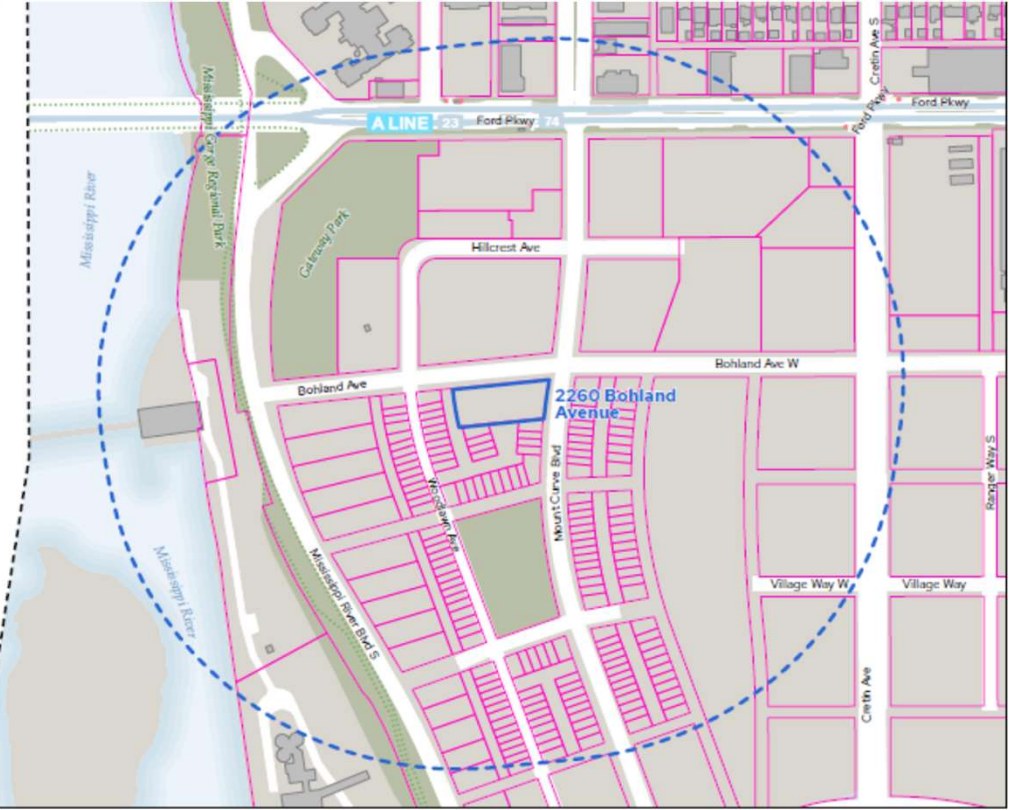 Cretin Ave S
Mississippi Gorge Regional Park
Ford Pkwy
Ford Pkwy
A LINE 23 Ford Pkwy 74
Mississippi River
Gateway Park
Hillcrest Ave
Bohland Ave W
Bohland Ave
2260 Bohland
Avenue
Mount Curve Blvd
Woodlawn Ave
Ranger Way S
Mississippi River
Mississippi River Blvd S
Village Way W
Village Way
Cretin Ave